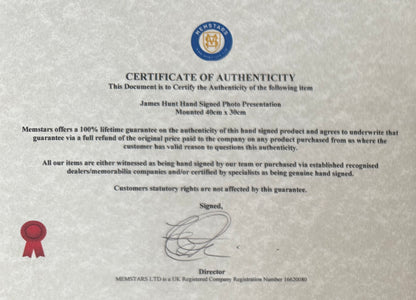 MEMSTARS
CERTIFICATE OF AUTHENTICITY
This Document is to Certify the Authenticity of the following item
James Hunt Hand Signed Photo Presentation
Mounted 40cm x 30cm
Memstars offers a 100% lifetime guarantee on the authenticity of this hand signed product and agrees to underwrite that
guarantee via a full refund of the original price paid to the company on any product purchased from us where the
customer has valid reason to questions this authenticity.
All our items are either witnessed as being hand signed by our team or purchased via established recognised
dealers/memorabilia companies and/or certified by specialists as being genuine hand signed.
Customers statutory rights are not affected by this guarantee.
Signed,
Director
MEMSTARS LTD is a UK Registered Company Registration Number 16620080